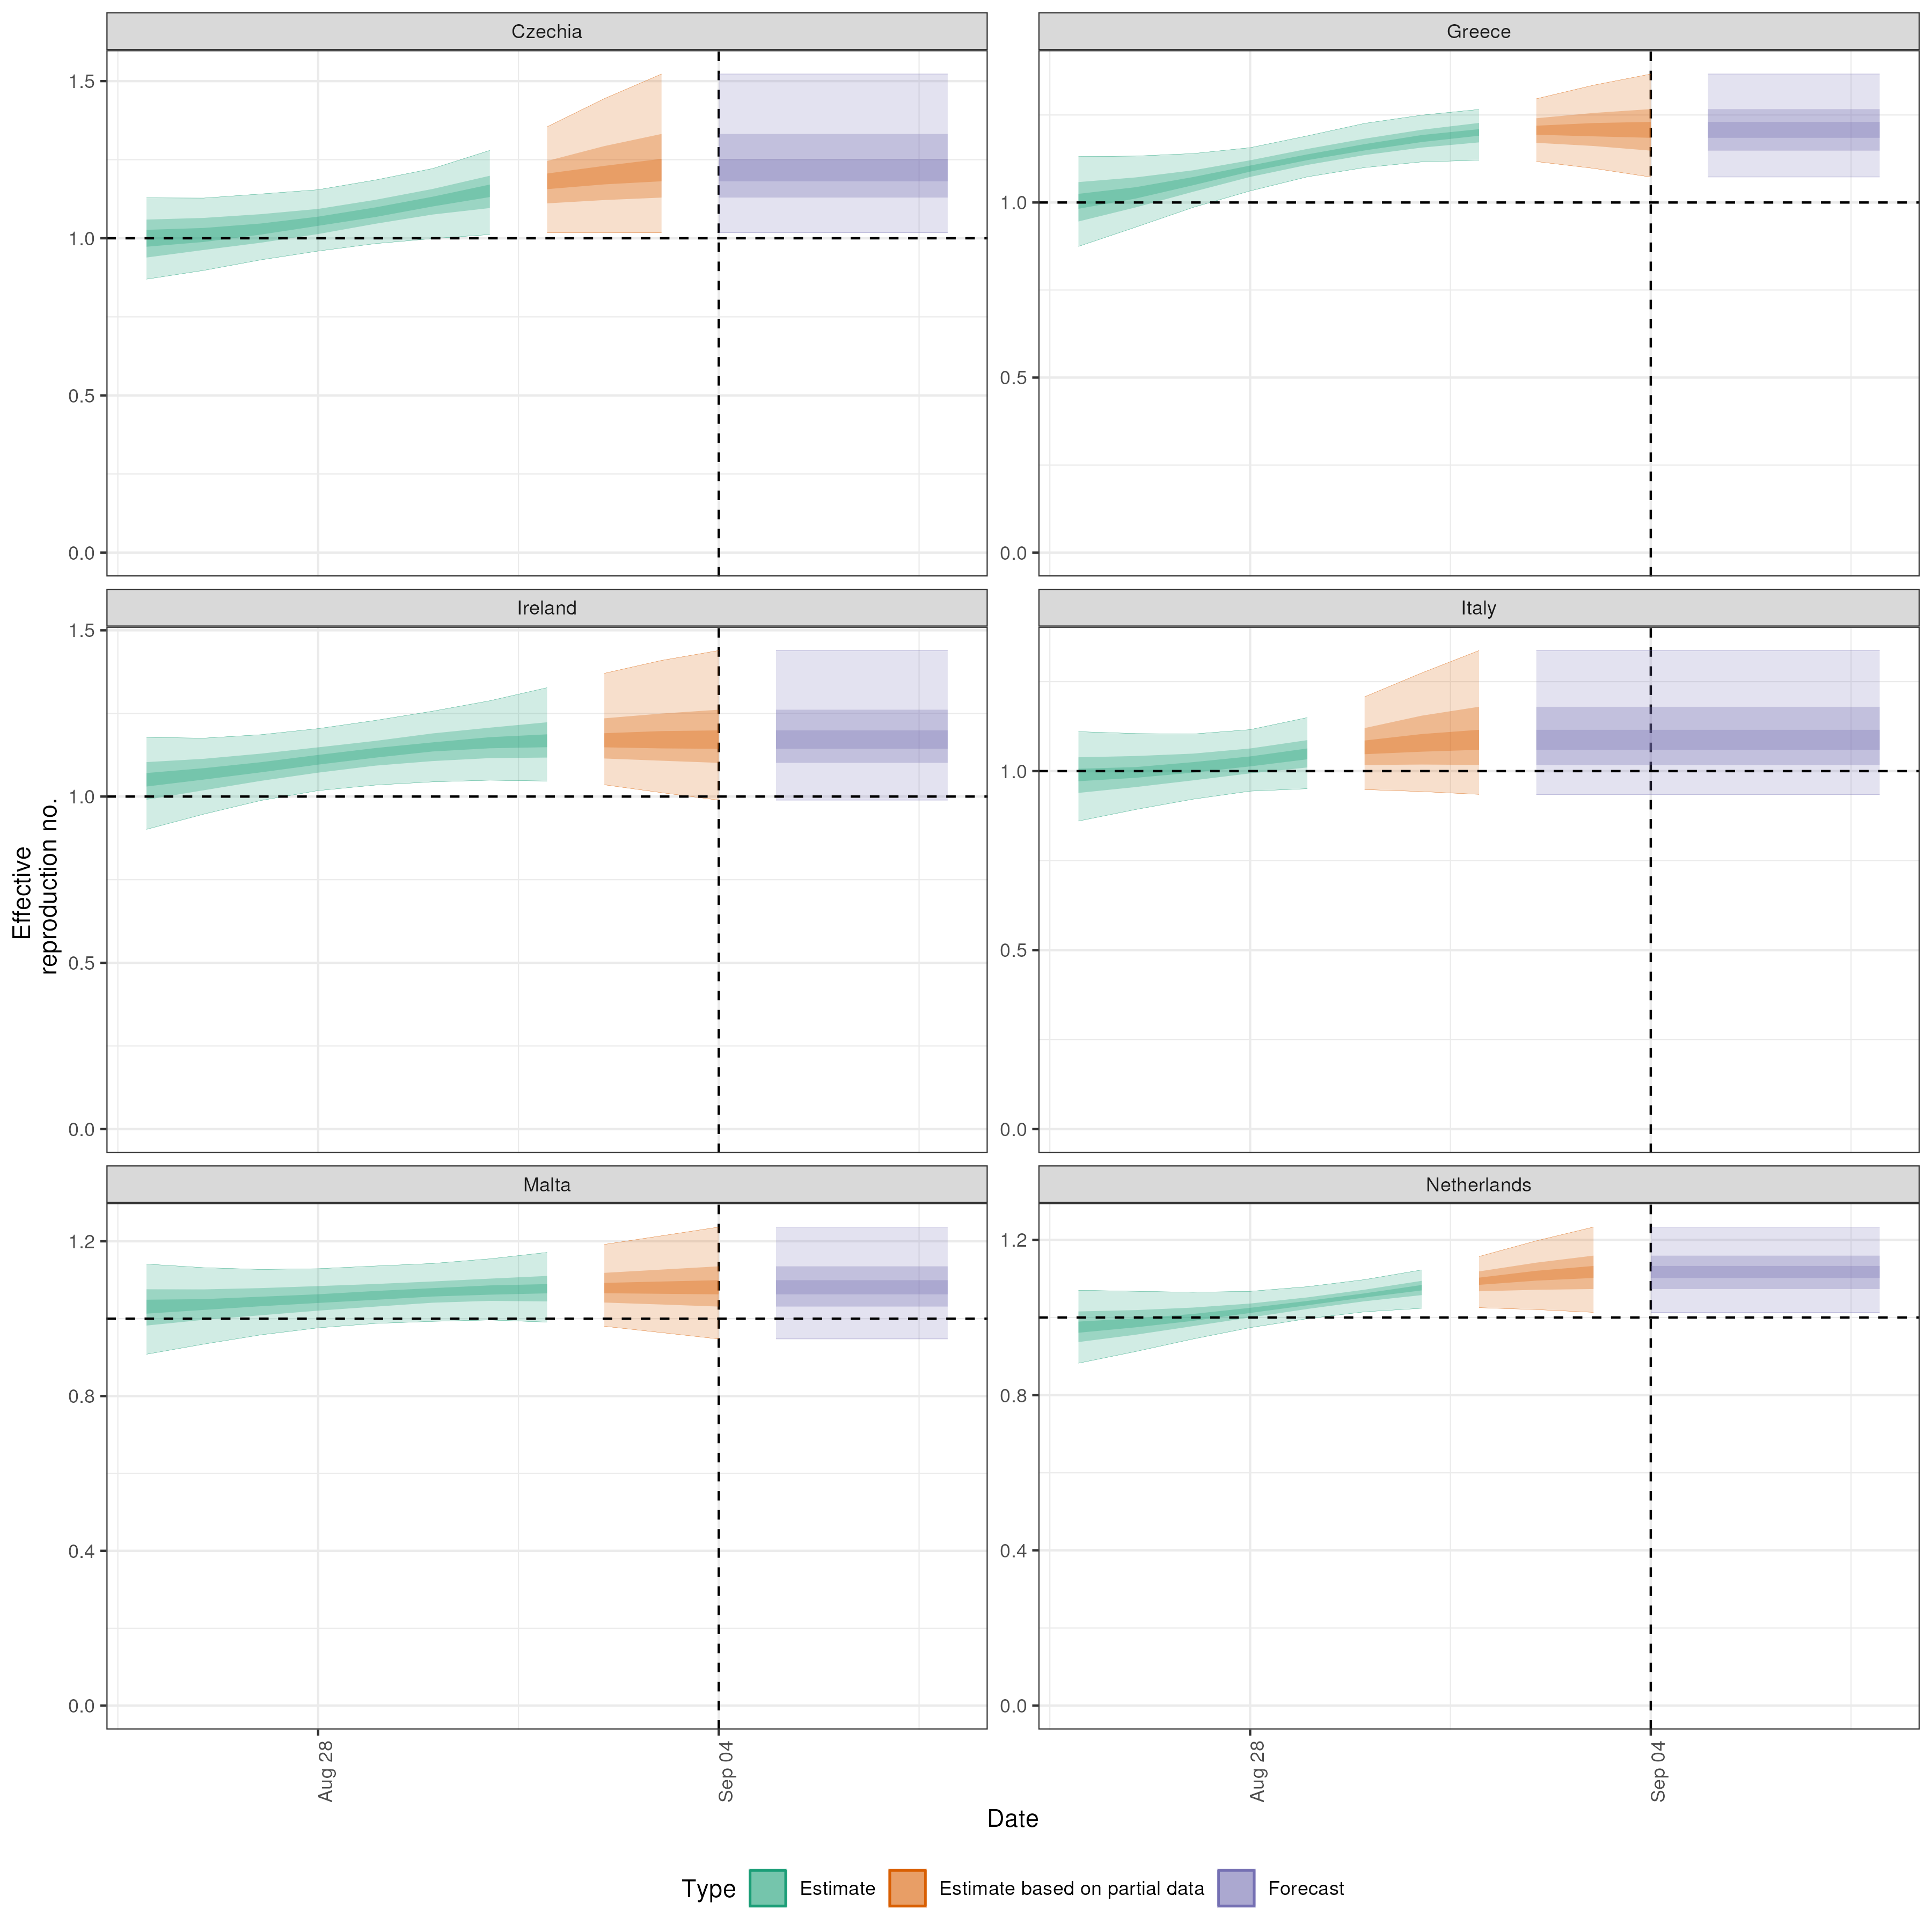 Czechia
Greece
1.5
1.0
0.5
0.0
1.0
0.5
0.0
Ireland
Italy
1.5
1.0
0.5
0.0
1.0
0.5
0.0
Malta
Netherlands
1.2
0.8
0.4
0.0
1.2
0.8
0.4
0.0
Effective
reproduction no.
Aug 28
Sep 04
Aug 28
Sep 04
Date
Type Estimate Estimate based on partial data Forecast